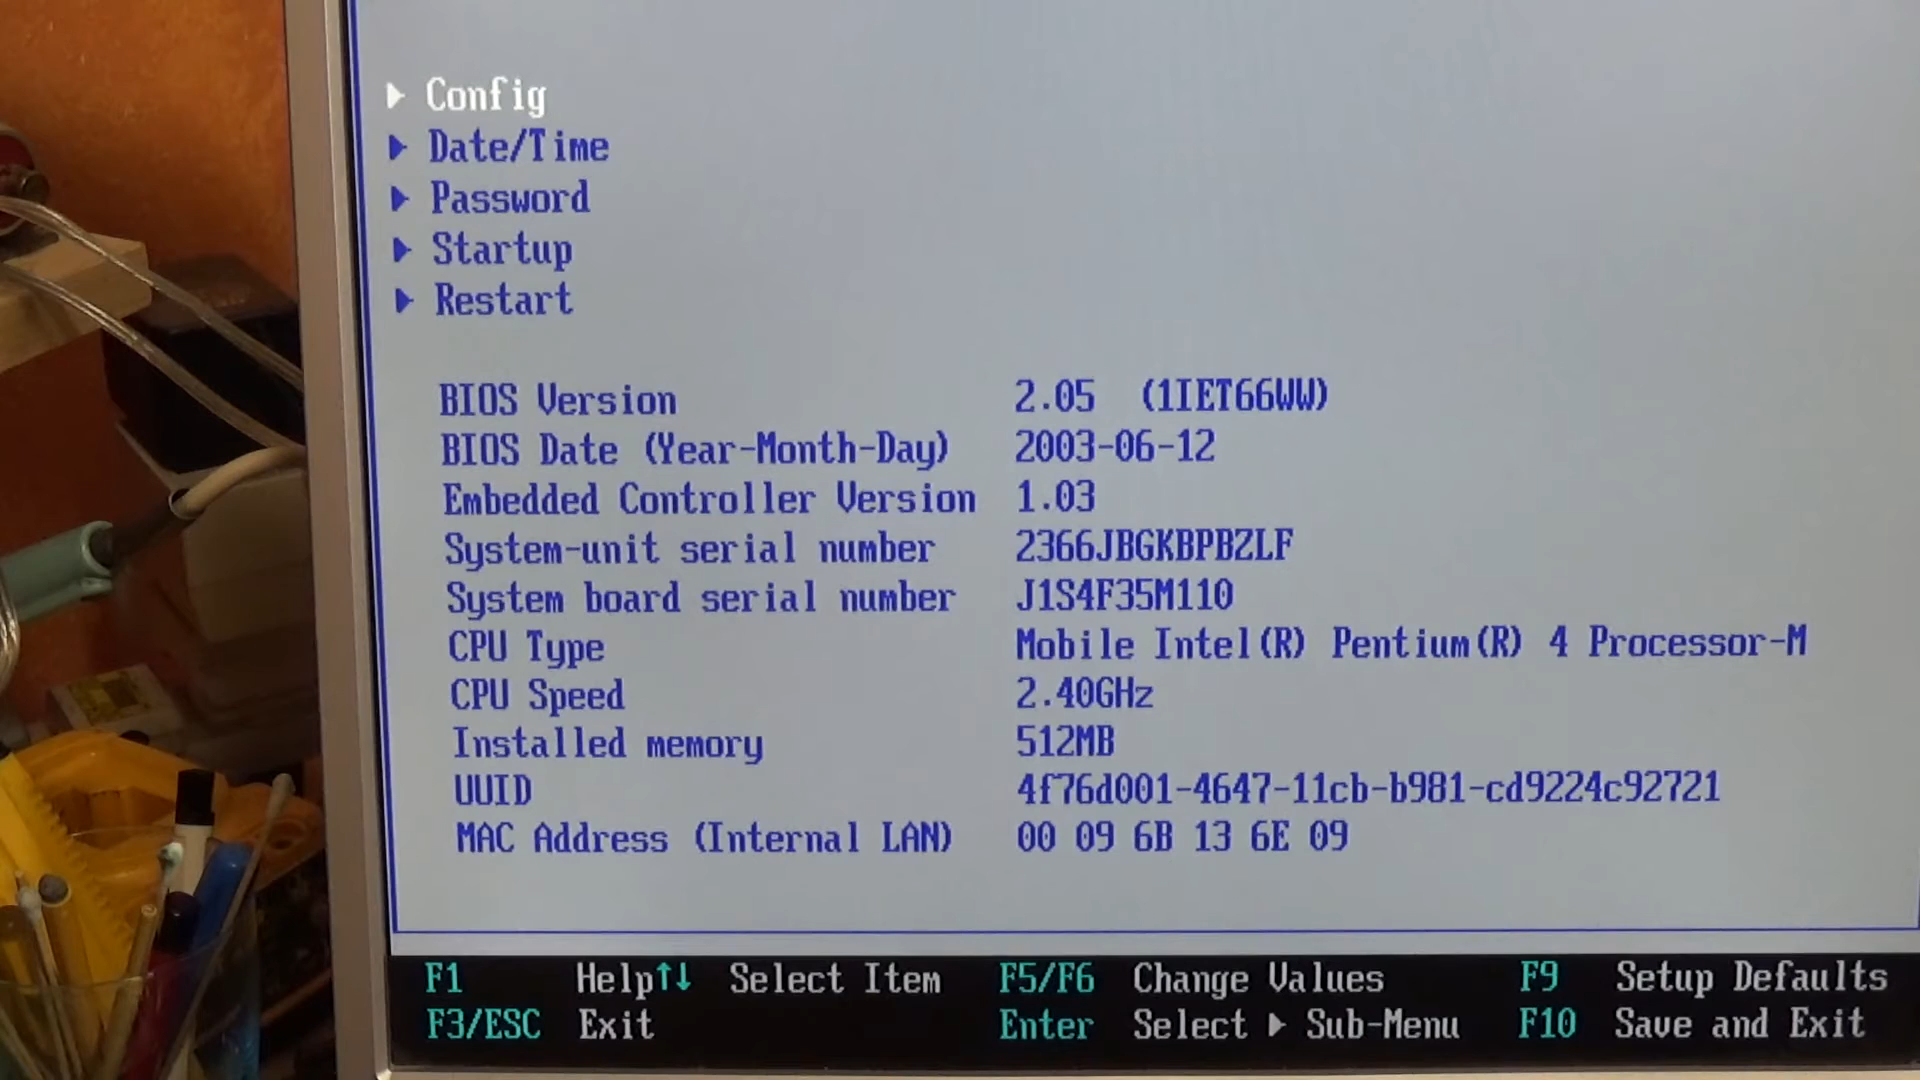 Config
Date/Time
Password
Startup
Restart
BIOS Version 2.05 (1IET66WW)
BIOS Date (Year-Month-Day) 2003-06-12
Embedded Controller Version 1.03
System-unit serial number 2366JBGKBPBZLF
System board serial number J1S4F35M110
CPU Type Mobile Intel(R) Pentium(R) 4 Processor-M
CPU Speed 2.40GHz
Installed memory 512MB
UUID 4f76d001-4647-11cb-b981-cd9224c92721
MAC Address (Internal LAN) 00 09 6B 13 6E 09
F1 Help↑↓ Select Item F5/F6 Change Values F9 Setup Defaults
F3/ESC Exit Enter Select ▶ Sub-Menu F10 Save and Exit